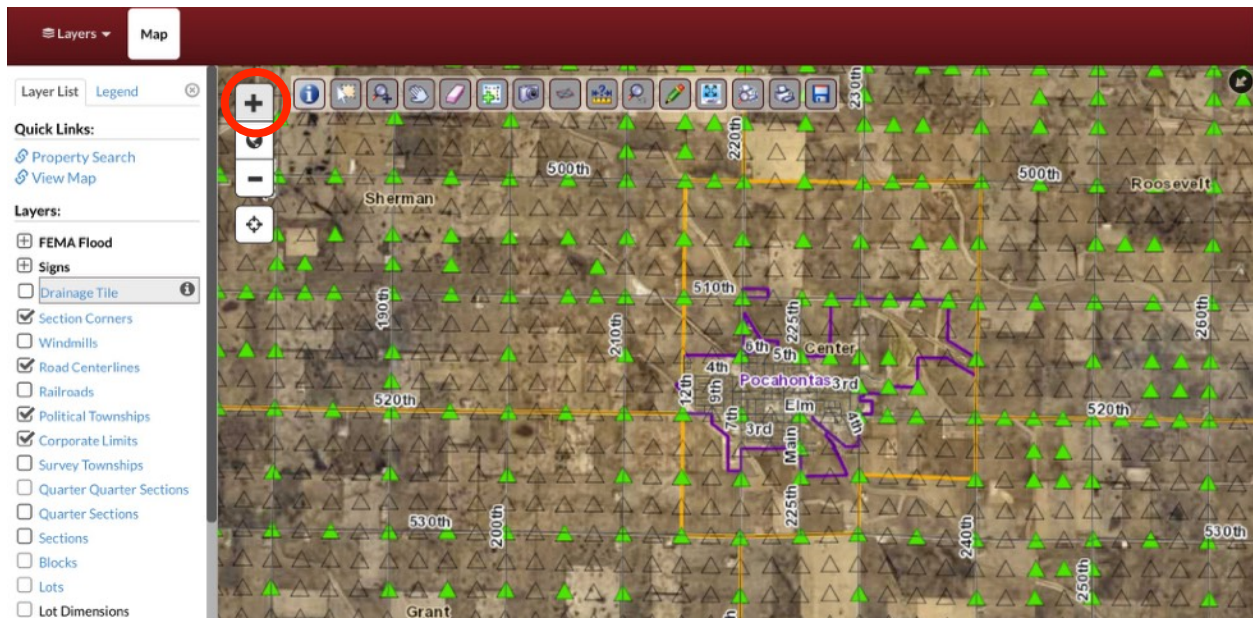 Layers
Map
Layer List Legend
Quick Links:
Property Search
View Map
Layers:
FEMA Flood
Signs
Drainage Tile
Section Corners
Windmills
Road Centerlines
Railroads
Political Townships
Corporate Limits
Survey Townships
Quarter Quarter Sections
Quarter Sections
Sections
Blocks
Lots
Lot Dimensions
230th
220th
500th
500th
Roosevelt
Sherman
510th
190th
210th
225th
260th
6th
5th
Center
4th
Pocahontas
3rd
12th
9th
520th
Elm
520th
7th
3rd
Main
4th
225th
530th
200th
240th
530th
250th
Grant